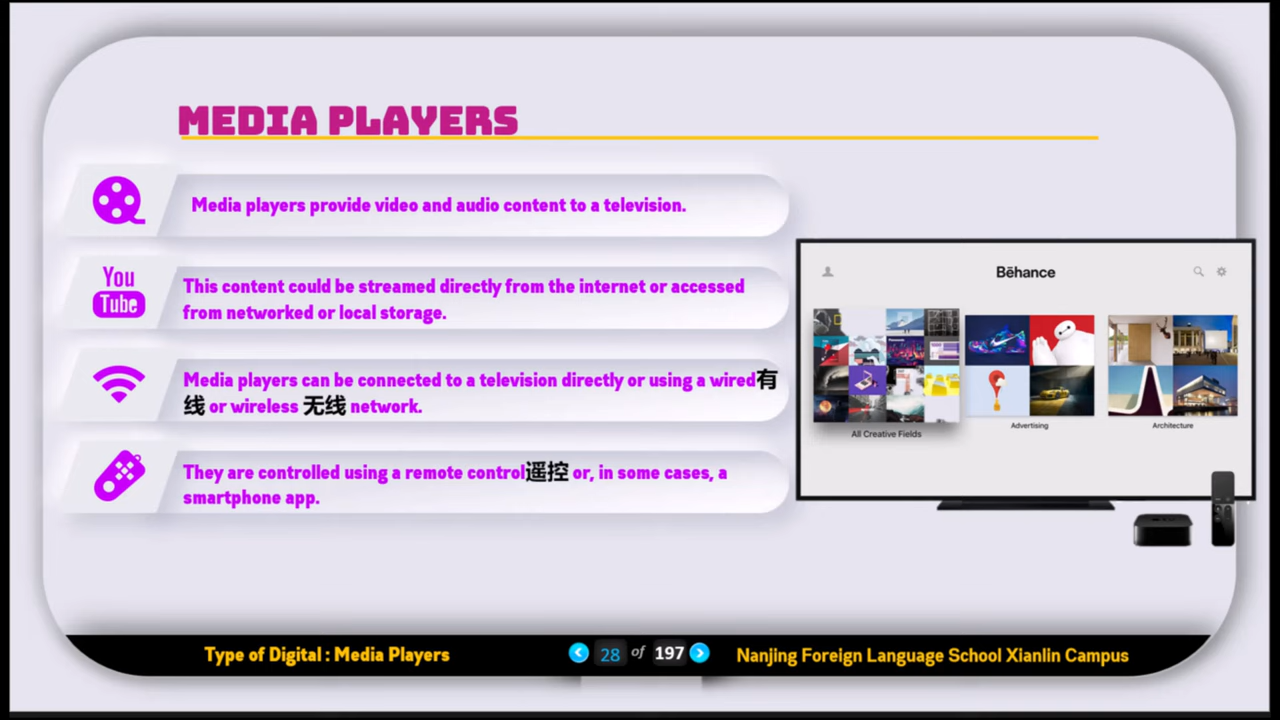 MEDIA PLAYERS
Media players provide video and audio content to a television.
You
Tube
This content could be streamed directly from the internet or accessed
from networked or local storage.
Media players can be connected to a television directly or using a wired有
线 or wireless 无线 network.
They are controlled using a remote control遥控 or, in some cases, a
smartphone app.
Bēhance
All Creative Fields
Advertising
Architecture
Type of Digital : Media Players
28 of 197
Nanjing Foreign Language School Xianlin Campus